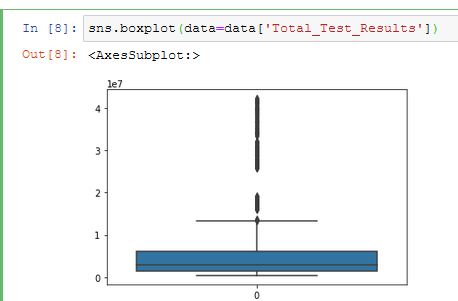 In [8]: sns.boxplot(data=data['Total_Test_Results'])
Out[8]: <AxesSubplot:>
1e7
4
3
2
1
0
0